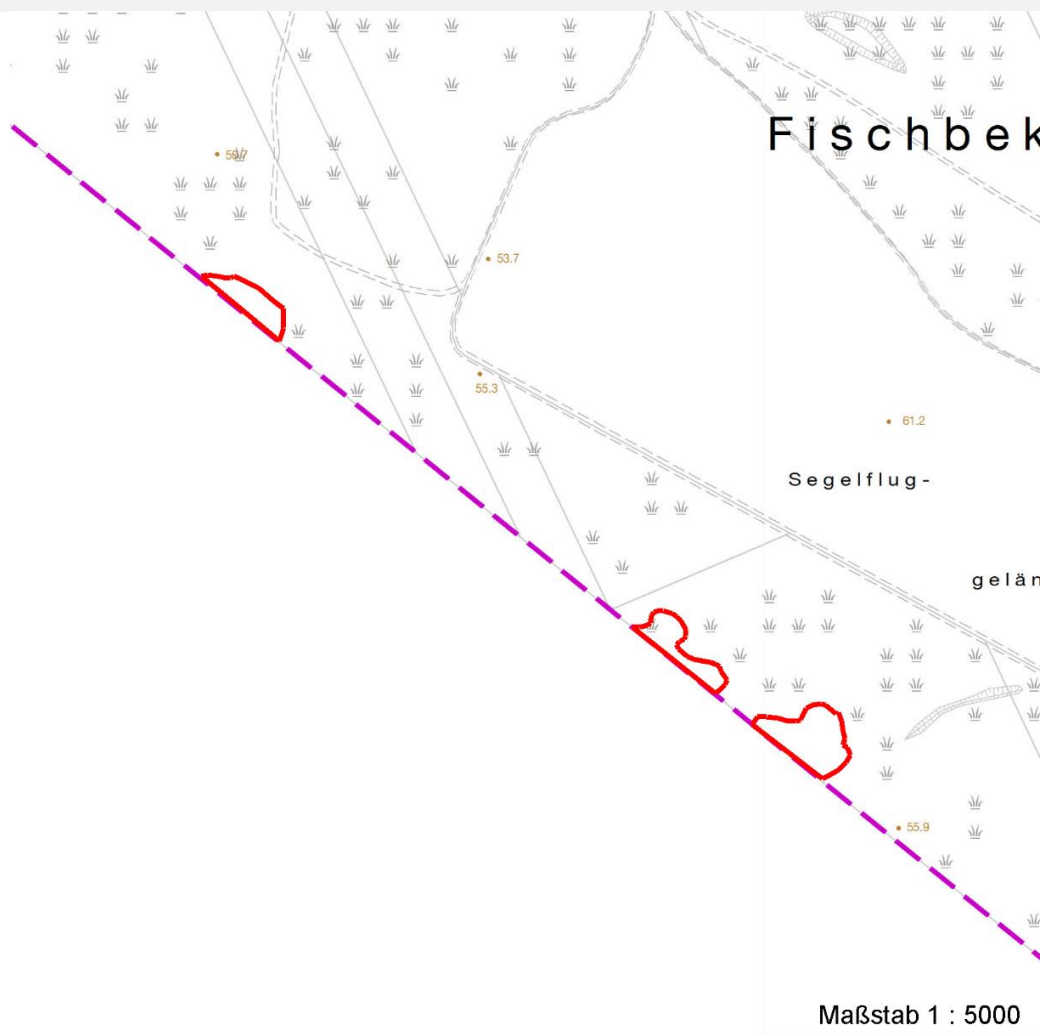 Fischbek
53.7
55.3
61.2
Segelflug-
gelän
55.9
Maßstab 1 : 5000